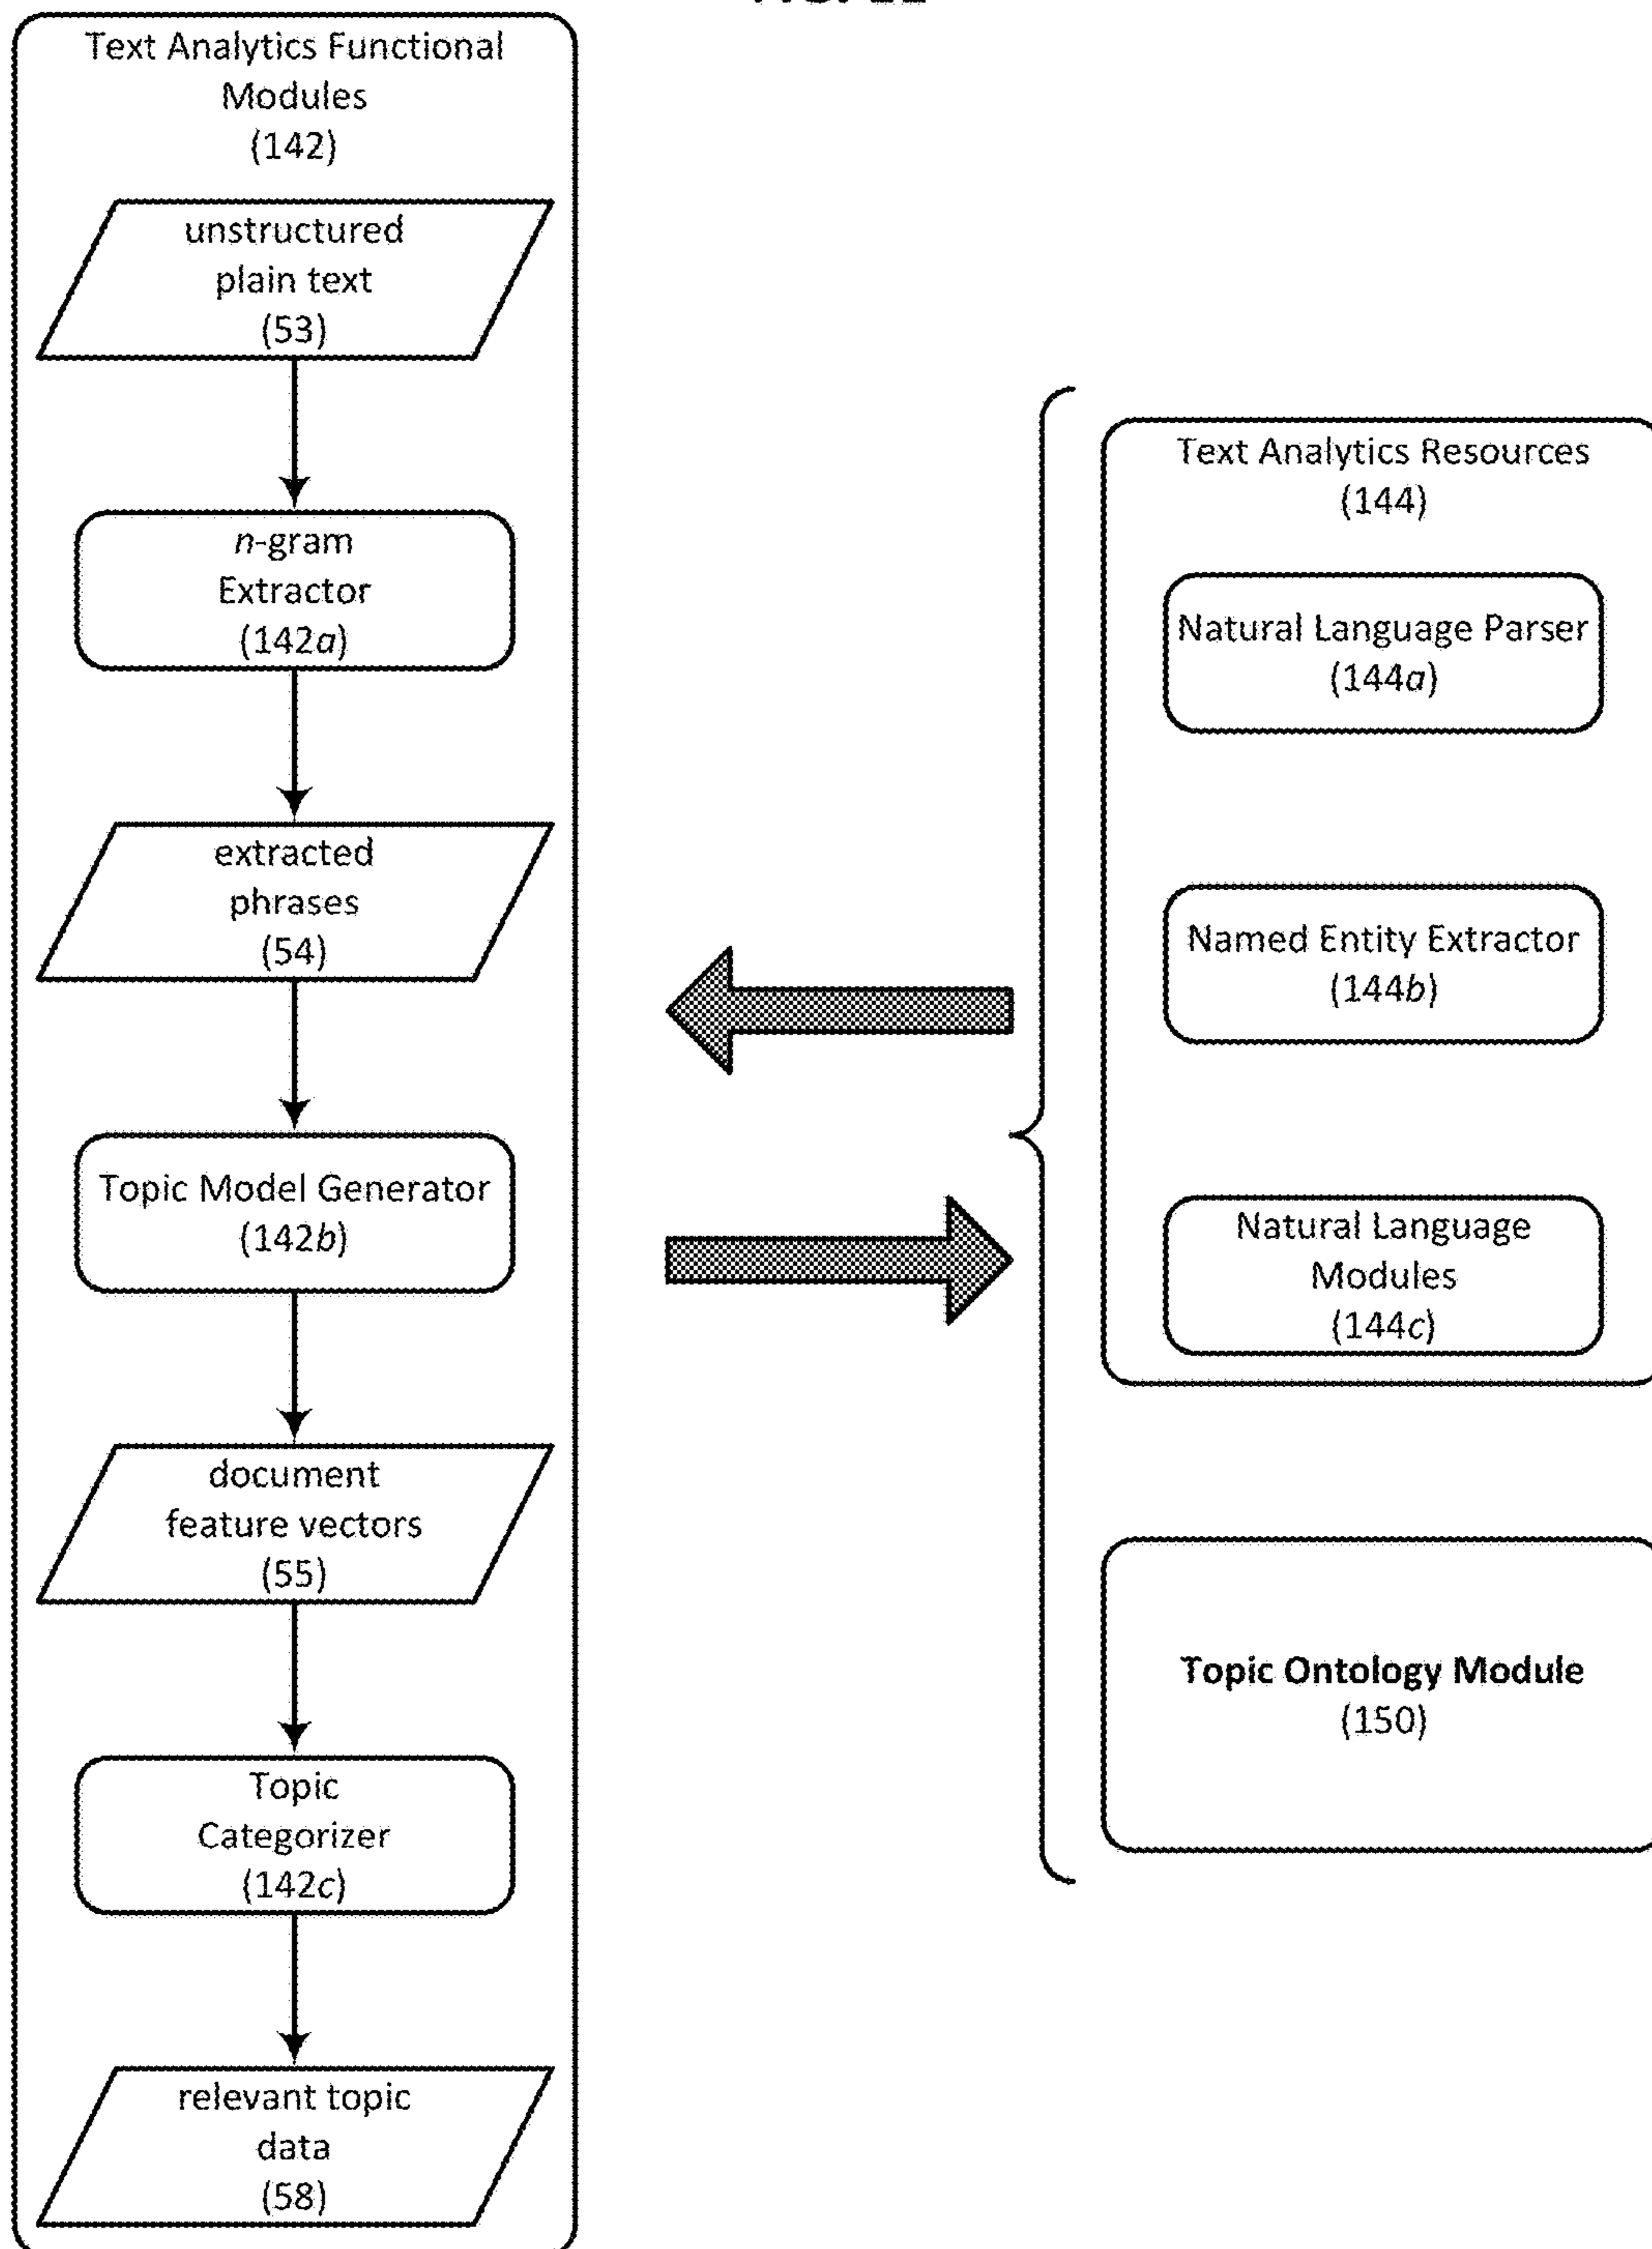 Text Analytics Functional
Modules
(142)
unstructured
plain text
(53)
n-gram
Extractor
(142a)
extracted
phrases
(54)
Topic Model Generator
(142b)
document
feature vectors
(55)
Topic
Categorizer
(142c)
relevant topic
data
(58)
Text Analytics Resources
(144)
Natural Language Parser
(144a)
Named Entity Extractor
(144b)
Natural Language
Modules
(144c)
Topic Ontology Module
(150)